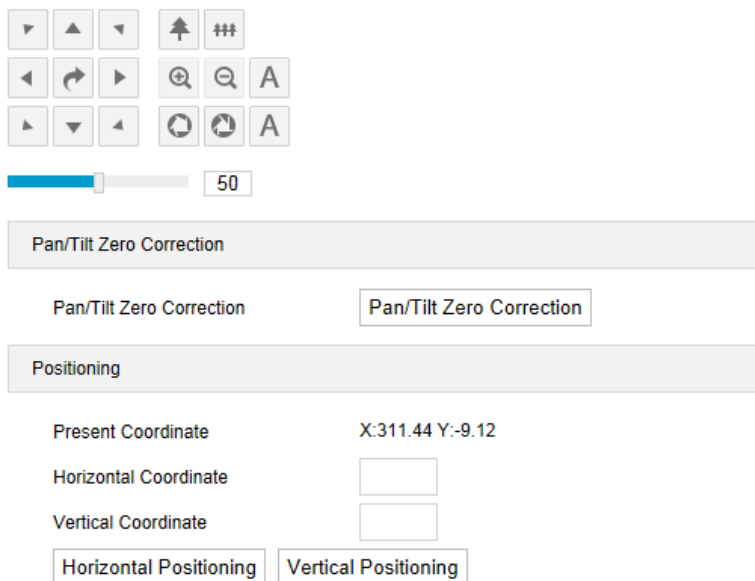 A
A
50
Pan/Tilt Zero Correction
Pan/Tilt Zero Correction Pan/Tilt Zero Correction
Positioning
Present Coordinate X:311.44 Y:-9.12
Horizontal Coordinate
Vertical Coordinate
Horizontal Positioning Vertical Positioning